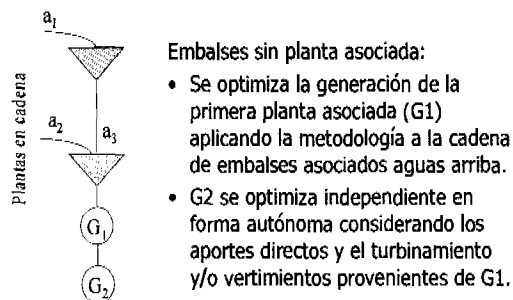 a1
Plantas en cadena
a2
a3
G1
G2
Embalses sin planta asociada:
• Se optimiza la generación de la
primera planta asociada (G1)
aplicando la metodología a la cadena
de embalses asociados aguas arriba.
• G2 se optimiza independiente en
forma autónoma considerando los
aportes directos y el turbinamiento
y/o vertimientos provenientes de G1.